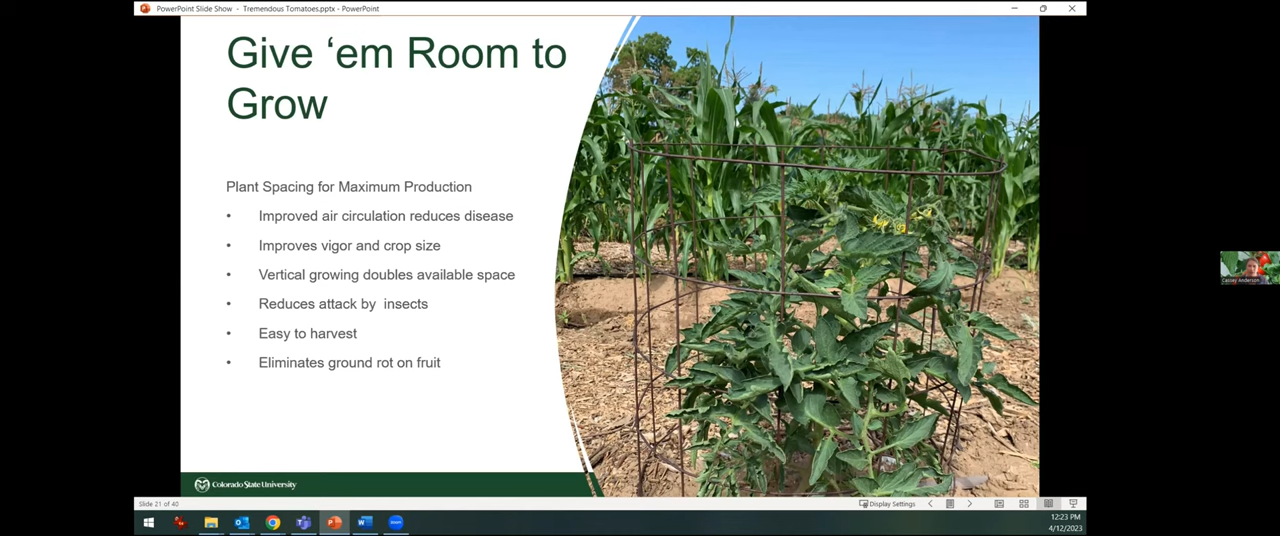 PowerPoint Slide Show - Tremendous Tomatoes.pptx - PowerPoint
Give ‘em Room to
Grow
Plant Spacing for Maximum Production
• Improved air circulation reduces disease
• Improves vigor and crop size
• Vertical growing doubles available space
• Reduces attack by  insects
• Easy to harvest
• Eliminates ground rot on fruit
Cassey Anderson
Colorado State University
Slide 21 of 40
Display Settings
12:23 PM
4/12/2023
zoom